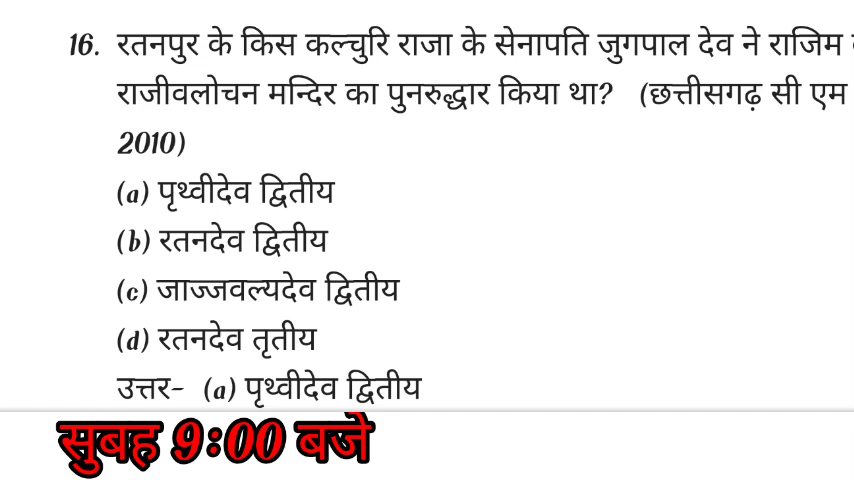 16. रतनपुर के किस कल्चुरि राजा के सेनापति जुगपाल देव ने राजिम
राजीवलोचन मन्दिर का पुनरुद्धार किया था? (छत्तीसगढ़ सी एम
2010)
(a) पृथ्वीदेव द्वितीय
(b) रतनदेव द्वितीय
(c) जाज्जवल्यदेव द्वितीय
(d) रतनदेव तृतीय
उत्तर- (a) पृथ्वीदेव द्वितीय
सुबह 9:00 बजे